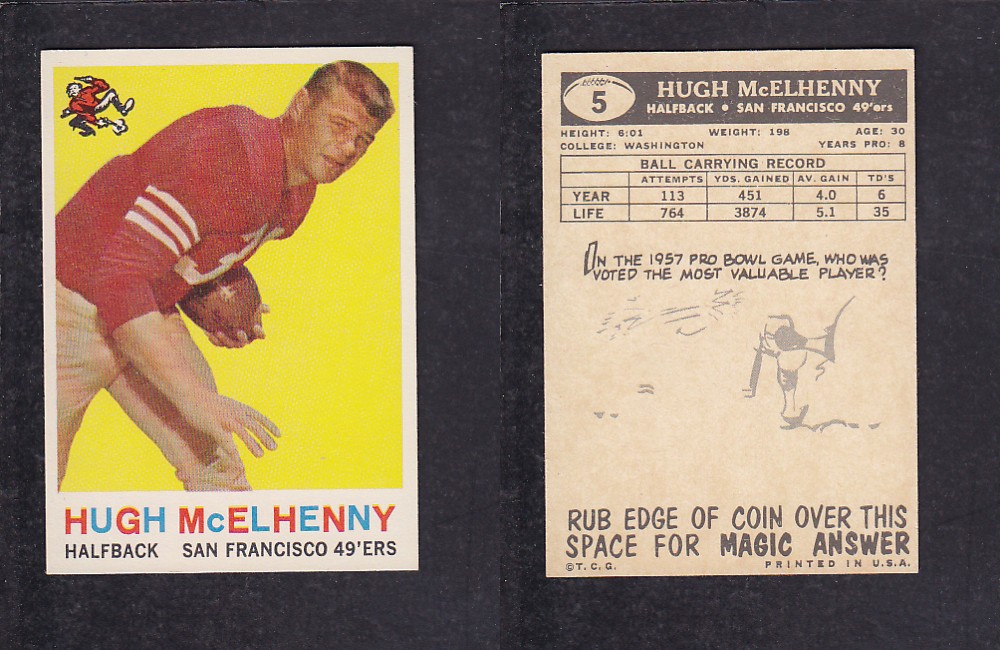 HUGH McELHENNY
HALFBACK SAN FRANCISCO 49'ERS
5
HUGH McELHENNY
HALFBACK • SAN FRANCISCO 49'ers
HEIGHT: 6:01 WEIGHT: 198 AGE: 30
COLLEGE: WASHINGTON YEARS PRO: 8
BALL CARRYING RECORD
ATTEMPTS YDS. GAINED AV. GAIN TD'S
YEAR 113 451 4.0 6
LIFE 764 3874 5.1 35
IN THE 1957 PRO BOWL GAME, WHO WAS
VOTED THE MOST VALUABLE PLAYER?
RUB EDGE OF COIN OVER THIS
SPACE FOR MAGIC ANSWER
©T.C.G. PRINTED IN U.S.A.